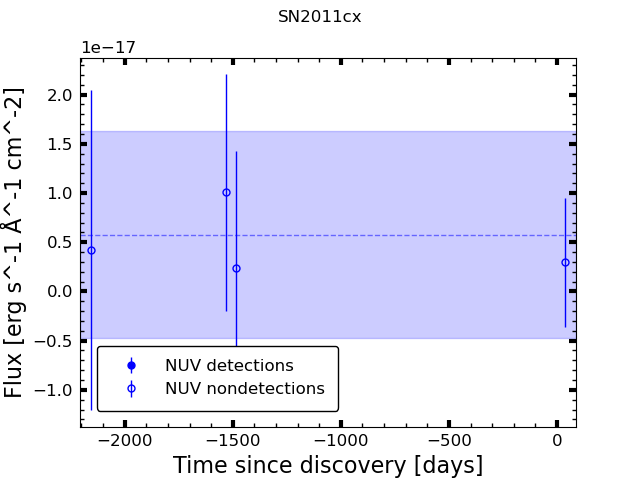 SN2011cx
1e−17
2.0
1.5
1.0
0.5
0.0
−0.5
−1.0
Flux [erg s^-1 Å^-1 cm^-2]
NUV detections
NUV nondetections
−2000 −1500 −1000 −500 0
Time since discovery [days]